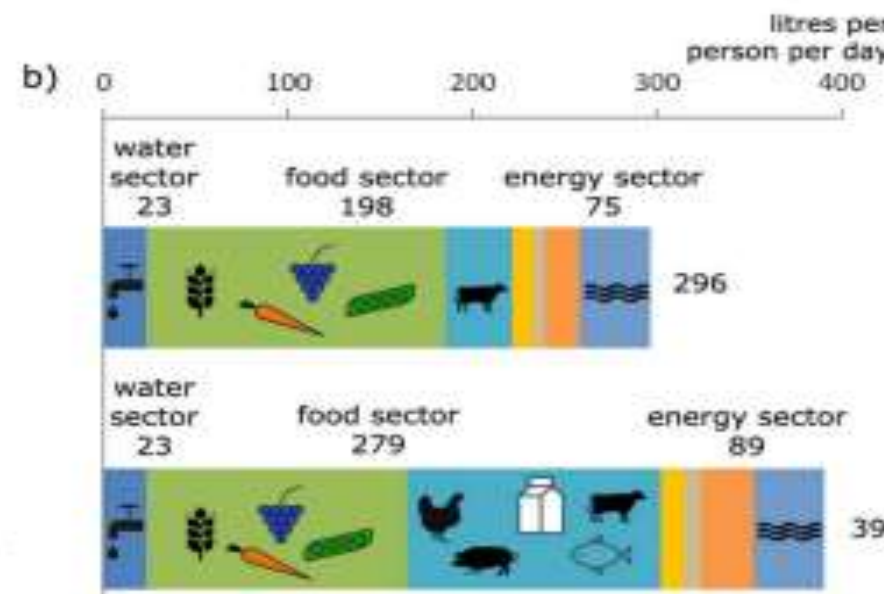 litres per
person per day
b)
0 100 200 300 400
water
sector
23
food sector
198
energy sector
75
296
water
sector
23
food sector
279
energy sector
89
39